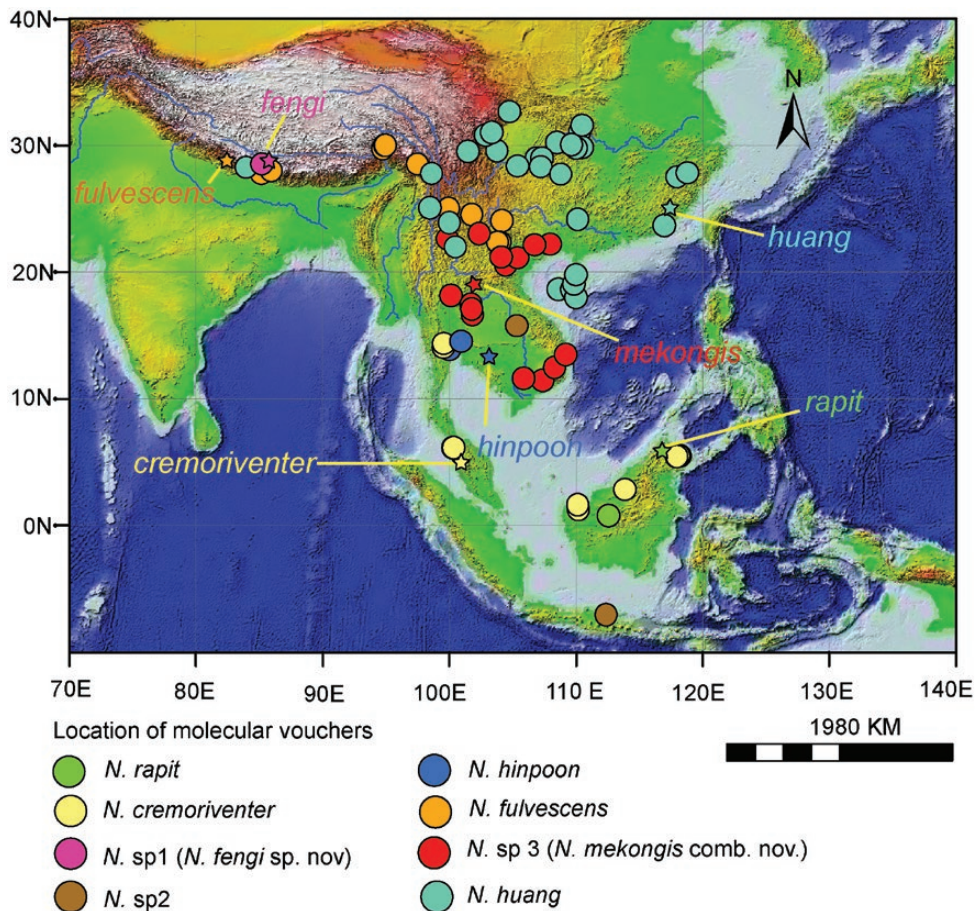 40N
30N
20N
10N
0N
70E 80E 90E 100E 110E 120E 130E 140E
N
fengi
fulvescens
huang
mekongis
rapit
hinpoon
cremoriventer
1980 KM
Location of molecular vouchers
N. rapit
N. cremoriventer
N. sp1 (N. fengi sp. nov)
N. sp2
N. hinpoon
N. fulvescens
N. sp 3 (N. mekongis comb. nov.)
N. huang